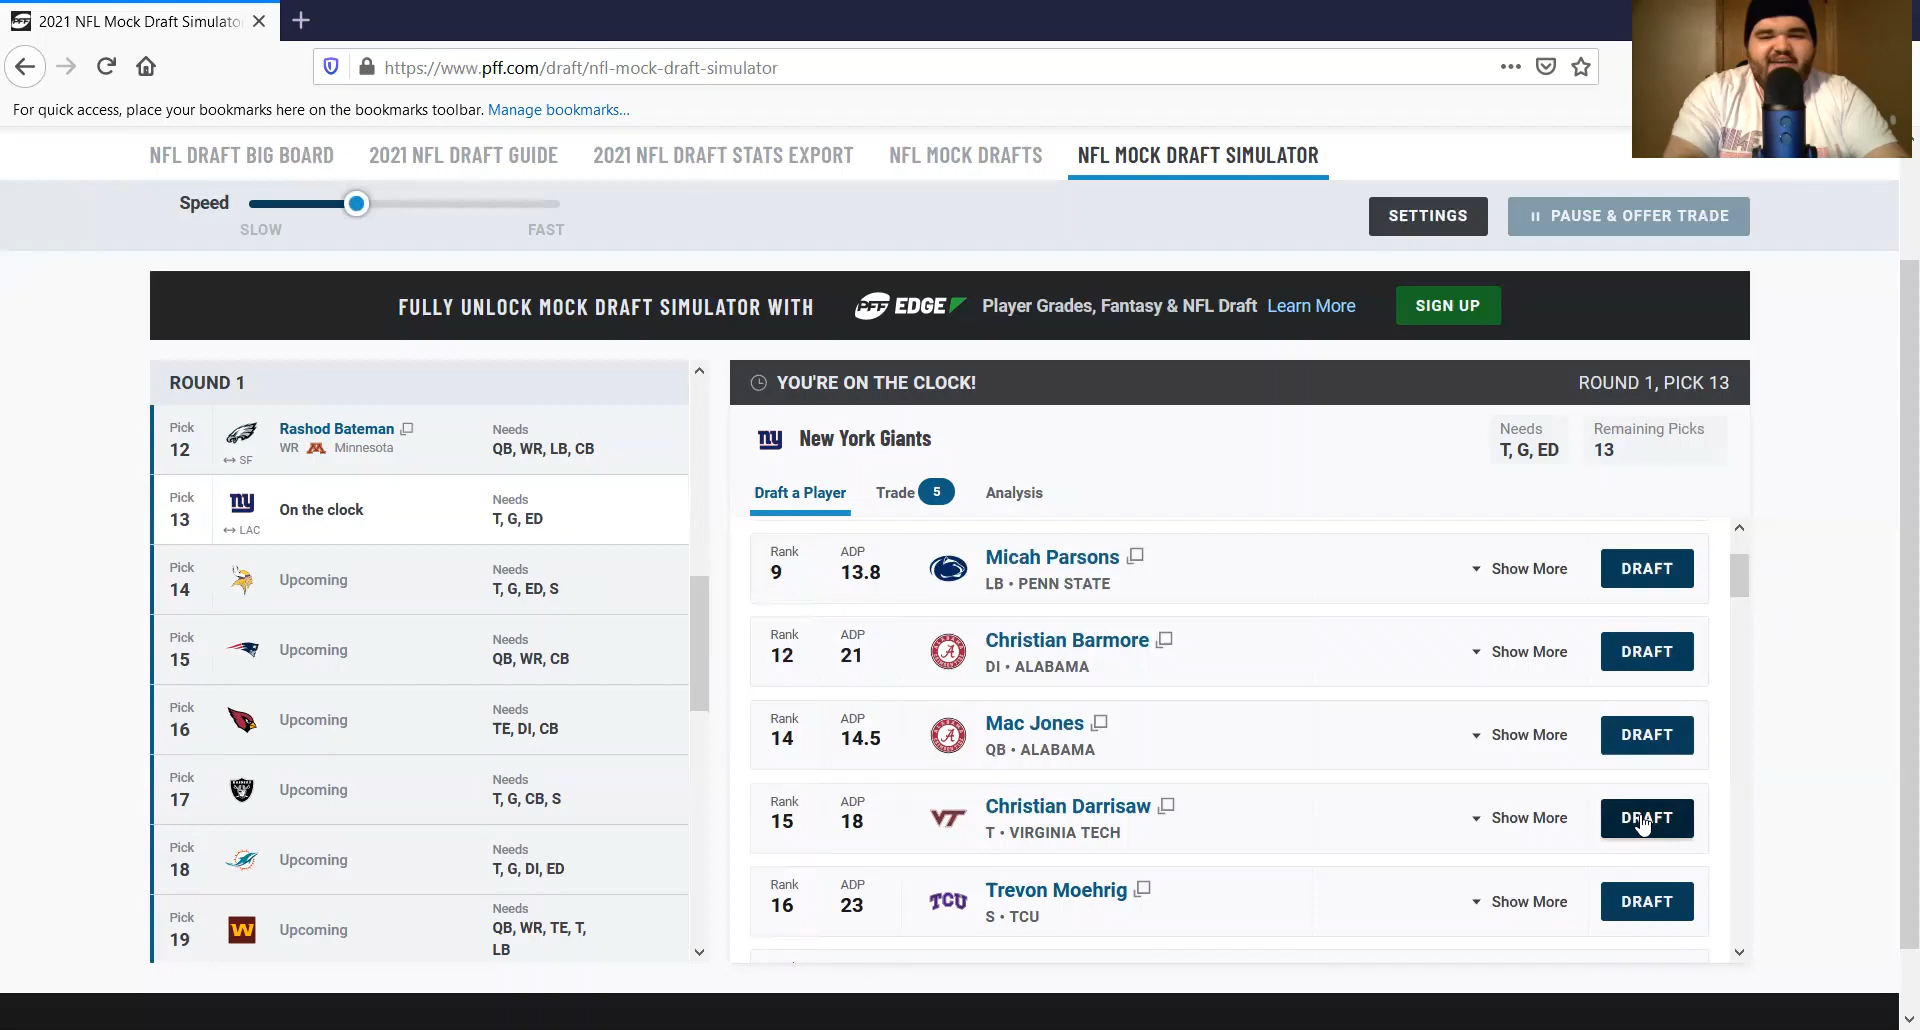 2021 NFL Mock Draft Simulato
https://www.pff.com/draft/nfl-mock-draft-simulator
For quick access, place your bookmarks here on the bookmarks toolbar. Manage bookmarks...
NFL DRAFT BIG BOARD 2021 NFL DRAFT GUIDE 2021 NFL DRAFT STATS EXPORT NFL MOCK DRAFTS NFL MOCK DRAFT SIMULATOR
Speed
SLOW FAST
SETTINGS PAUSE & OFFER TRADE
FULLY UNLOCK MOCK DRAFT SIMULATOR WITH PFF EDGE Player Grades, Fantasy & NFL Draft Learn More SIGN UP
ROUND 1
Pick 12 SF Rashod Bateman WR Minnesota Needs QB, WR, LB, CB
Pick 13 ny LAC On the clock Needs T, G, ED
Pick 14 Upcoming Needs T, G, ED, S
Pick 15 Upcoming Needs QB, WR, CB
Pick 16 Upcoming Needs TE, DI, CB
Pick 17 Upcoming Needs T, G, CB, S
Pick 18 Upcoming Needs T, G, DI, ED
Pick 19 W Upcoming Needs QB, WR, TE, T,
LB
YOU'RE ON THE CLOCK! ROUND 1, PICK 13
ny New York Giants Needs T, G, ED Remaining Picks 13
Draft a Player Trade 5 Analysis
Rank 9 ADP 13.8 Micah Parsons LB • PENN STATE Show More DRAFT
Rank 12 ADP 21 Christian Barmore DI • ALABAMA Show More DRAFT
Rank 14 ADP 14.5 Mac Jones QB • ALABAMA Show More DRAFT
Rank 15 ADP 18 VT Christian Darrisaw T • VIRGINIA TECH Show More DRAFT
Rank 16 ADP 23 TCU Trevon Moehrig S • TCU Show More DRAFT